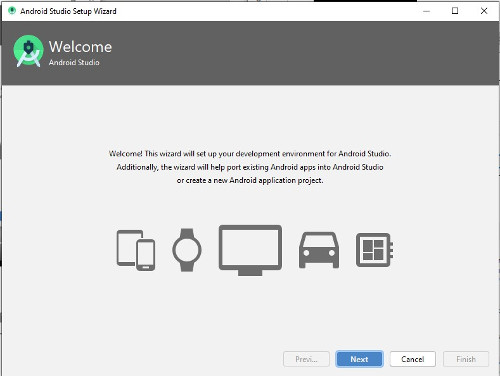 Android Studio Setup Wizard
Welcome
Android Studio
Welcome! This wizard will set up your development environment for Android Studio.
Additionally, the wizard will help port existing Android apps into Android Studio
or create a new Android application project.
Previ... Next Cancel Finish